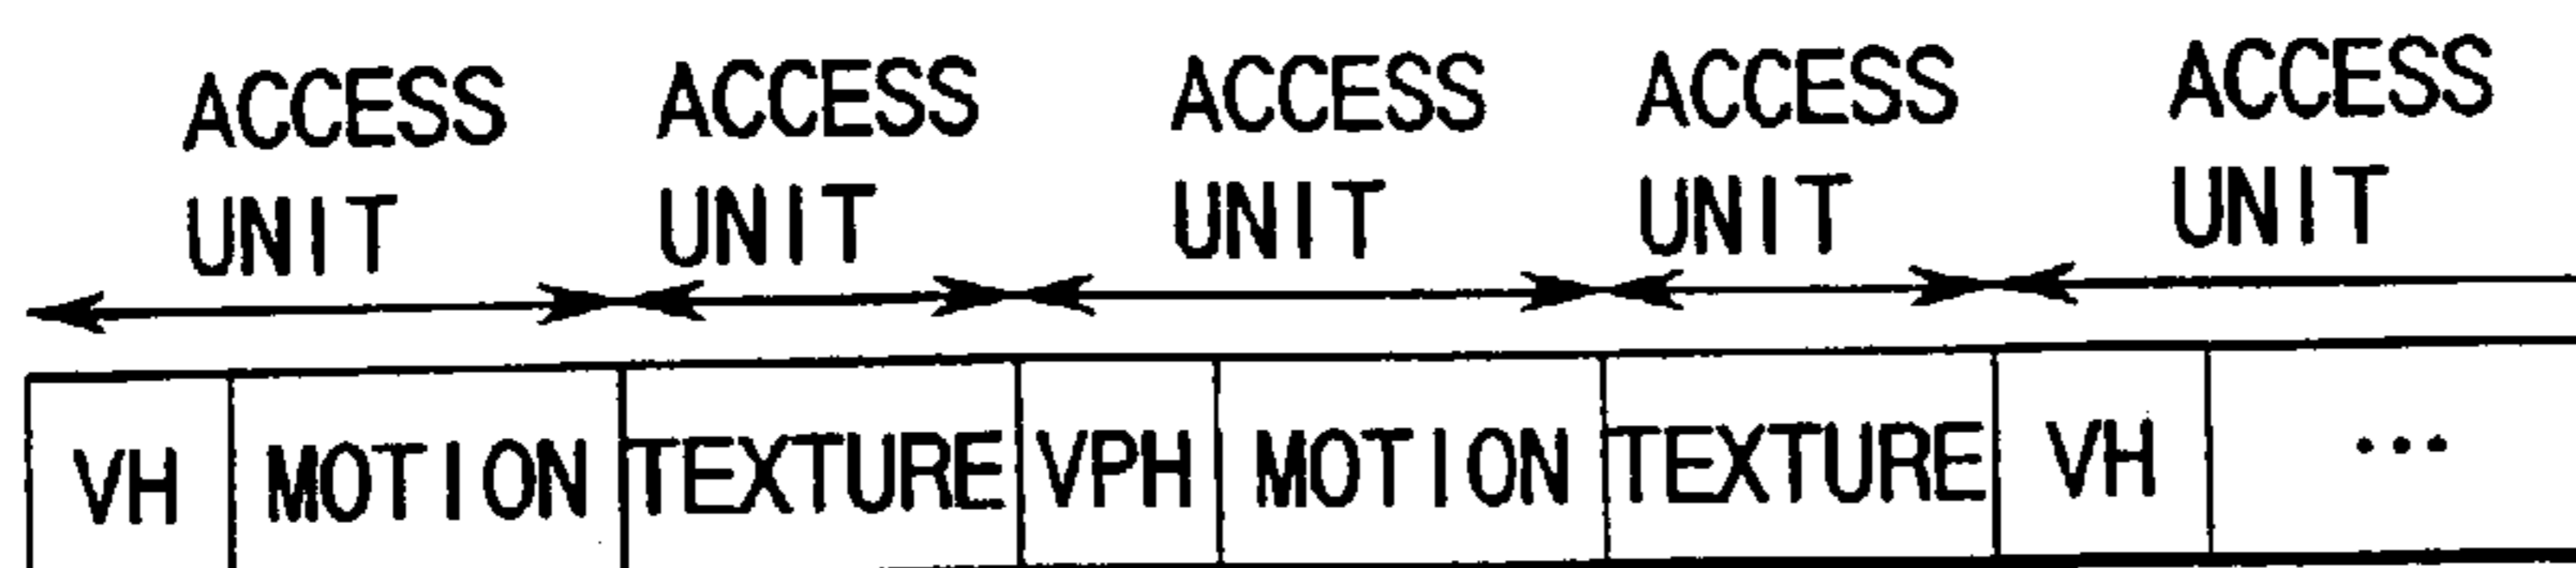 ACCESS ACCESS ACCESS ACCESS ACCESS
UNIT UNIT UNIT UNIT UNIT
VH MOTION TEXTURE VPH MOTION TEXTURE VH ...